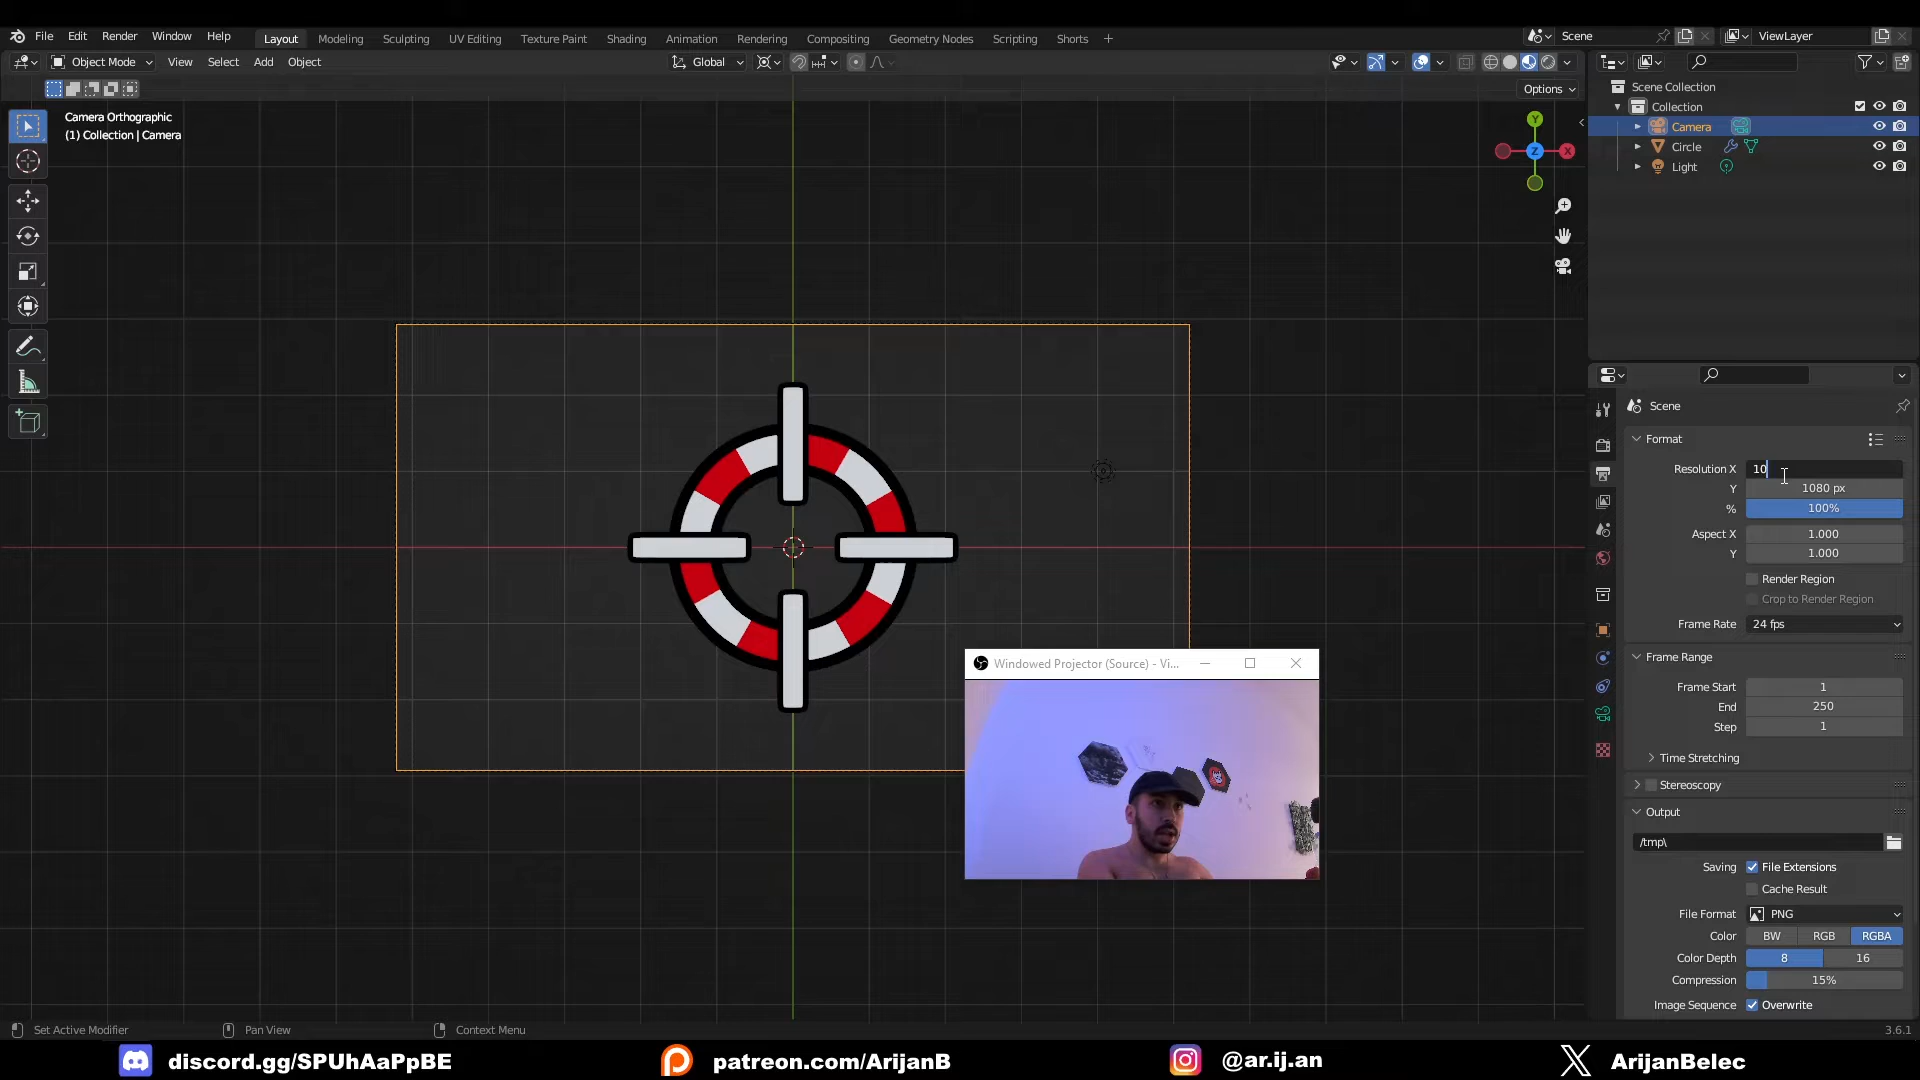 File Edit Render Window Help
Layout Modeling Sculpting UV Editing Texture Paint Shading Animation Rendering Compositing Geometry Nodes Scripting Shorts +
Scene
ViewLayer
Object Mode View Select Add Object
Global
Options
Camera Orthographic
(1) Collection | Camera
Y
X
Z
Scene Collection
Collection
Camera
Circle
Light
Scene
Format
Resolution X 10
Y 1080 px
% 100%
Aspect X 1.000
Y 1.000
Render Region
Crop to Render Region
Frame Rate 24 fps
Frame Range
Frame Start 1
End 250
Step 1
Time Stretching
Stereoscopy
Output
/tmp\
Saving File Extensions
Cache Result
File Format PNG
Color BW RGB RGBA
Color Depth 8 16
Compression 15%
Image Sequence Overwrite
Windowed Projector (Source) - Vi...
Set Active Modifier Pan View Context Menu
3.6.1
discord.gg/SPUhAaPpBE patreon.com/ArijanB @ar.ij.an ArijanBelec